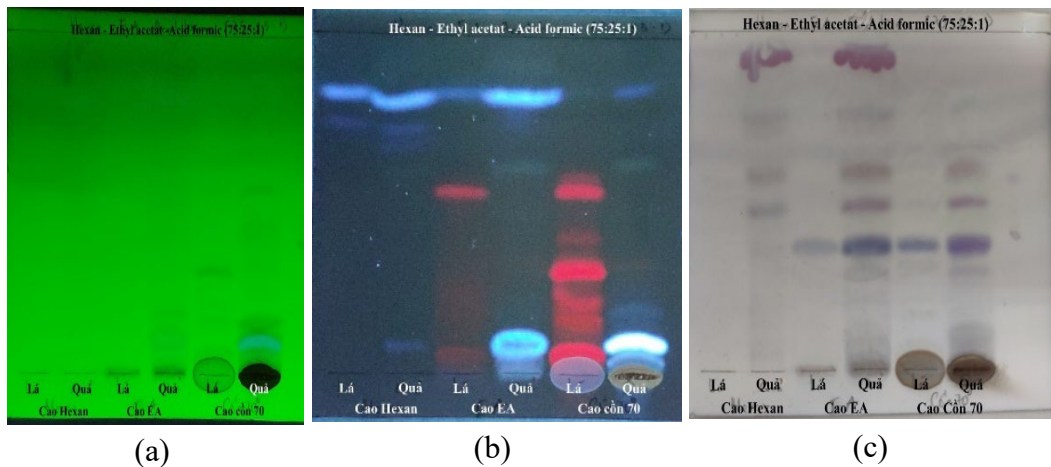 Hexan - Ethyl acetat - Acid formic (75:25:1)
Lá Quả Lá Quả Lá Quả
Cao Hexan Cao EA Cao cồn 70
(a)
Hexan - Ethyl acetat - Acid formic (75:25:1)
Lá Quả Lá Quả Lá Quả
Cao Hexan Cao EA Cao cồn 70
(b)
Hexan - Ethyl acetat - Acid formic (75:25:1)
Lá Quả Lá Quả Lá Quả
Cao Hexan Cao EA Cao Cồn 70
(c)